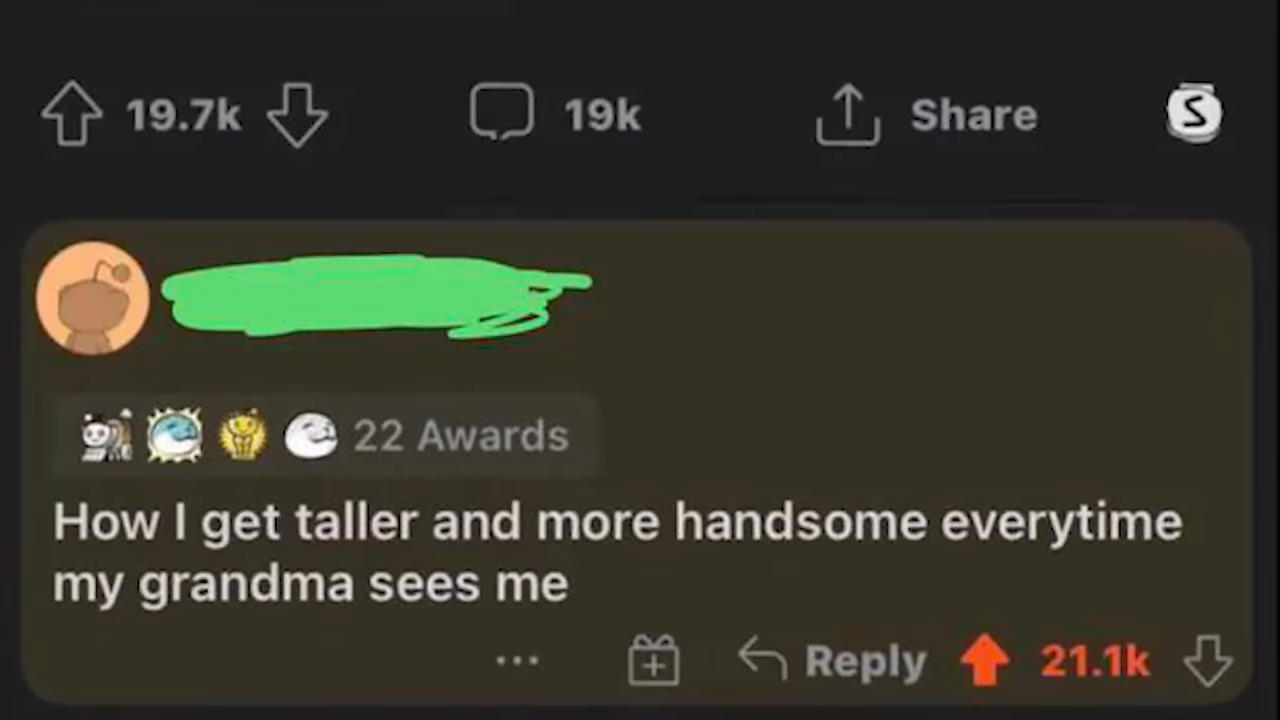 19.7k 19k Share S
22 Awards
How I get taller and more handsome everytime
my grandma sees me
... Reply 21.1k